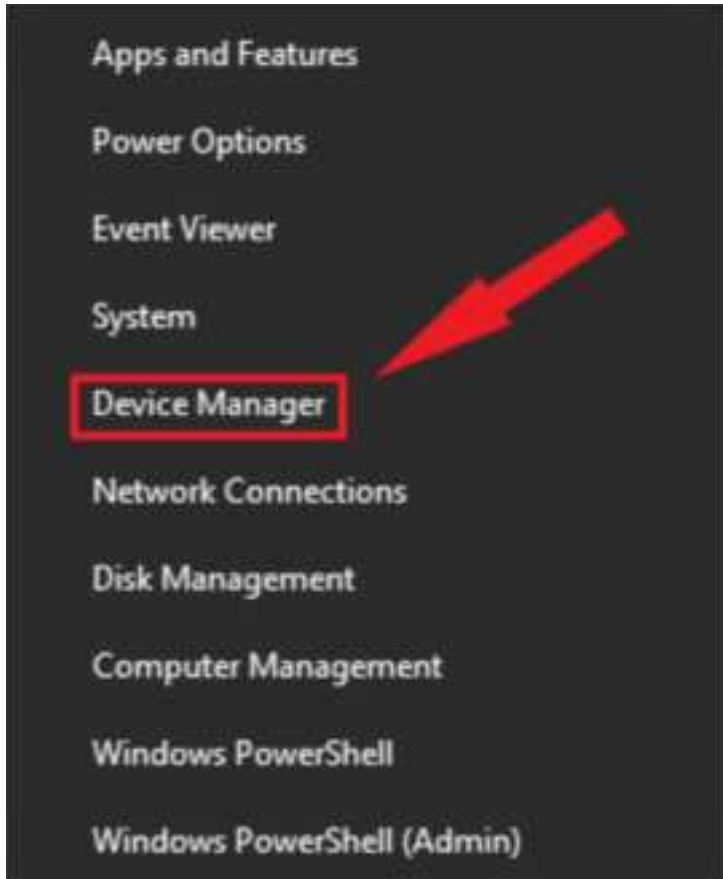 Apps and Features
Power Options
Event Viewer
System
Device Manager
Network Connections
Disk Management
Computer Management
Windows PowerShell
Windows PowerShell (Admin)